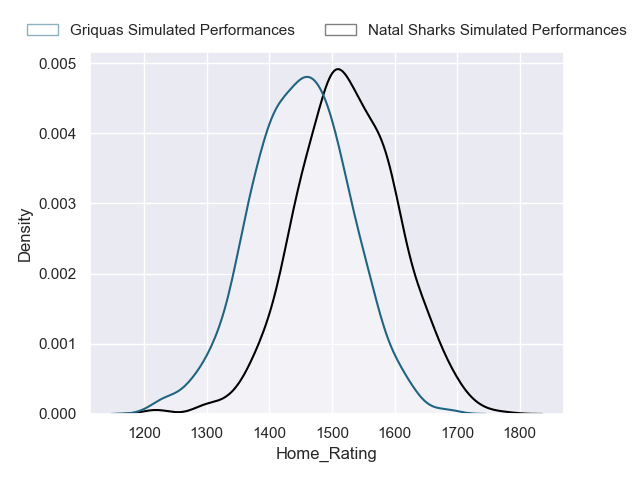 Griquas Simulated Performances Natal Sharks Simulated Performances
0.005
0.004
0.003
0.002
0.001
0.000
Density
1200 1300 1400 1500 1600 1700 1800
Home_Rating